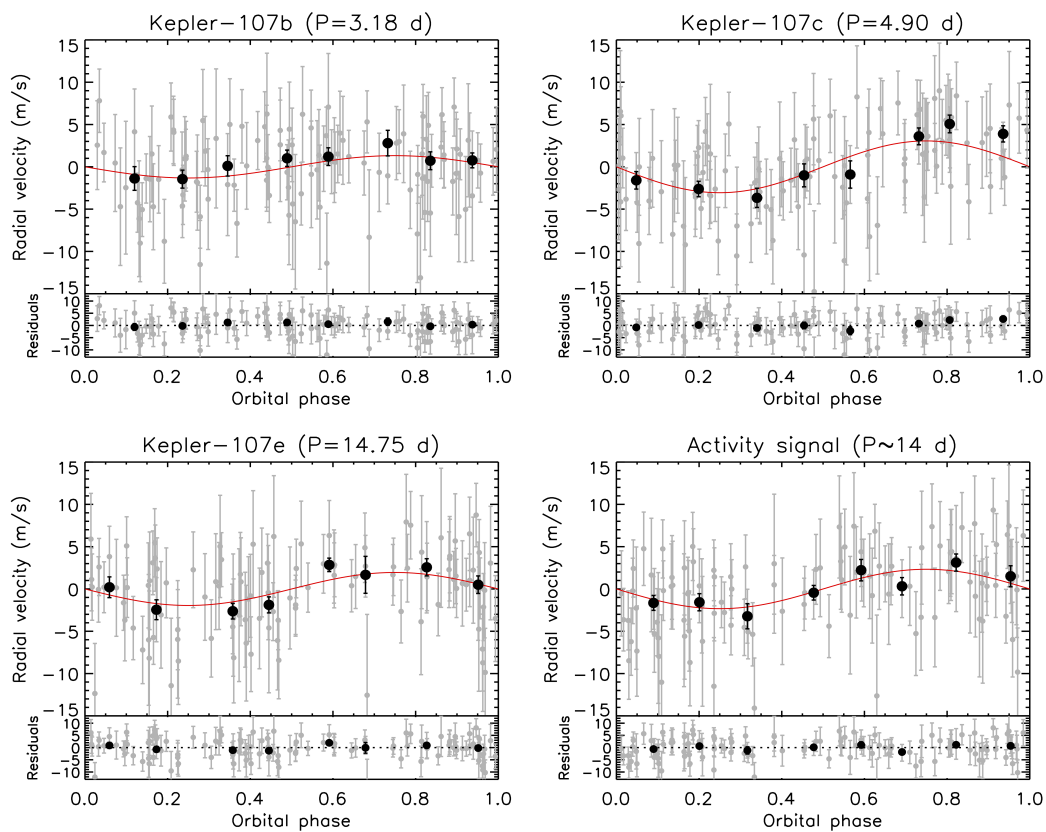 Kepler−107b (P=3.18 d)
Radial velocity (m/s)
15
10
5
0
−5
−10
−15
Residuals
10
5
0
−5
−10
0.0 0.2 0.4 0.6 0.8 1.0
Orbital phase
Kepler−107c (P=4.90 d)
Radial velocity (m/s)
15
10
5
0
−5
−10
−15
Residuals
10
5
0
−5
−10
0.0 0.2 0.4 0.6 0.8 1.0
Orbital phase
Kepler−107e (P=14.75 d)
Radial velocity (m/s)
15
10
5
0
−5
−10
−15
Residuals
10
5
0
−5
−10
0.0 0.2 0.4 0.6 0.8 1.0
Orbital phase
Activity signal (P~14 d)
Radial velocity (m/s)
15
10
5
0
−5
−10
−15
Residuals
10
5
0
−5
−10
0.0 0.2 0.4 0.6 0.8 1.0
Orbital phase